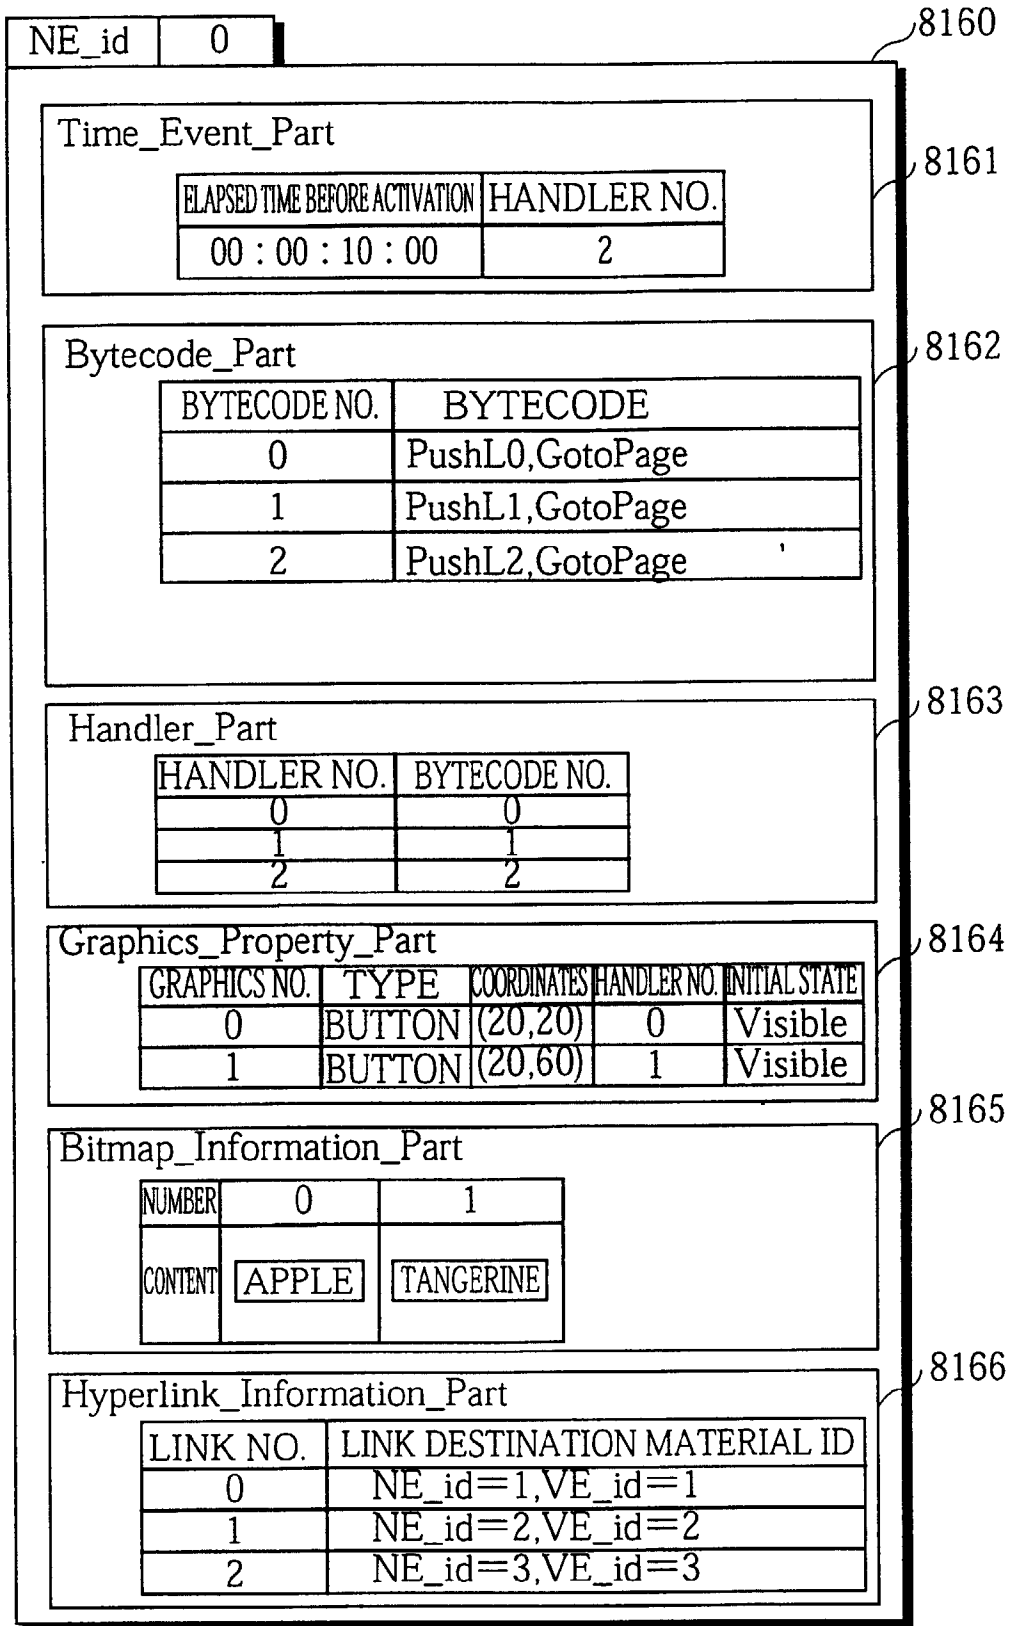 NE_id 0
8160
Time_Event_Part
8161
ELAPSED TIME BEFORE ACTIVATION HANDLER NO.
00 : 00 : 10 : 00 2
Bytecode_Part
8162
BYTECODE NO. BYTECODE
0 PushL0,GotoPage
1 PushL1,GotoPage
2 PushL2,GotoPage
Handler_Part
8163
HANDLER NO. BYTECODE NO.
0 0
1 1
2 2
Graphics_Property_Part
8164
GRAPHICS NO. TYPE COORDINATES HANDLER NO. INITIAL STATE
0 BUTTON (20,20) 0 Visible
1 BUTTON (20,60) 1 Visible
8165
Bitmap_Information_Part
NUMBER 0 1
CONTENT APPLE TANGERINE
8166
Hyperlink_Information_Part
LINK NO. LINK DESTINATION MATERIAL ID
0 NE_id=1,VE_id=1
1 NE_id=2,VE_id=2
2 NE_id=3,VE_id=3